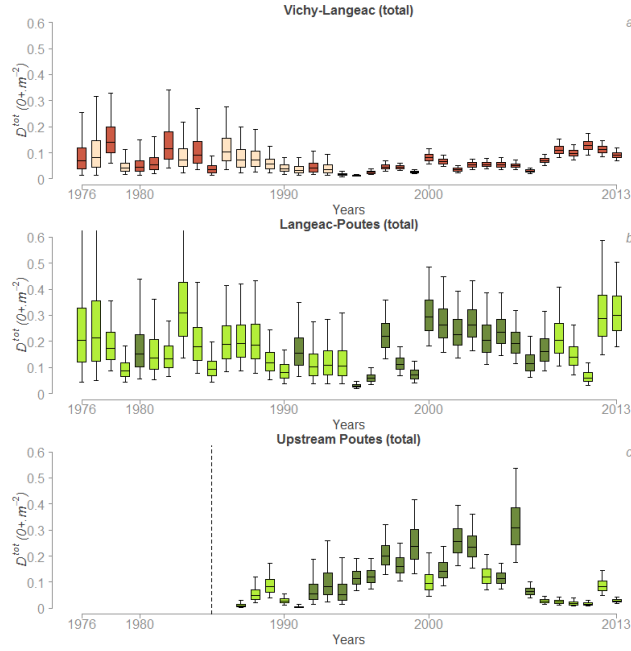 Vichy-Langeac (total)
a
D^tot (0+.m^-2)
0.6
0.5
0.4
0.3
0.2
0.1
0
1976 1980 1990 2000 2013
Years
Langeac-Poutes (total)
b
D^tot (0+.m^-2)
0.6
0.5
0.4
0.3
0.2
0.1
0
1976 1980 1990 2000 2013
Years
Upstream Poutes (total)
D^tot (0+.m^-2)
0.6
0.5
0.4
0.3
0.2
0.1
0
1976 1980 1990 2000 2013
Years